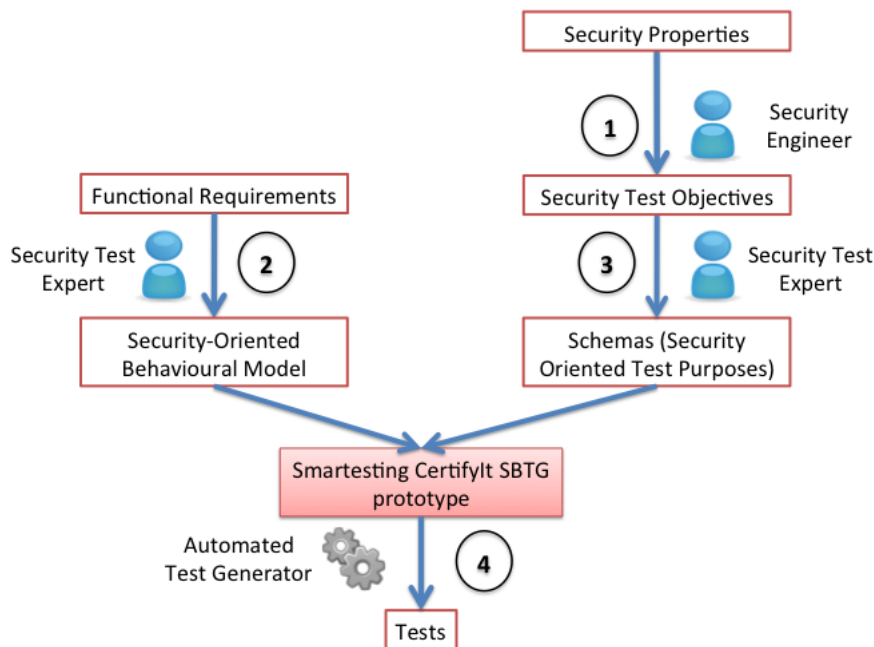 Security Properties
1
Security
Engineer
Functional Requirements
Security Test Objectives
Security Test
Expert
2
3
Security Test
Expert
Security-Oriented
Behavioural Model
Schemas (Security
Oriented Test Purposes)
Smartesting CertifyIt SBTG
prototype
Automated
Test Generator
4
Tests